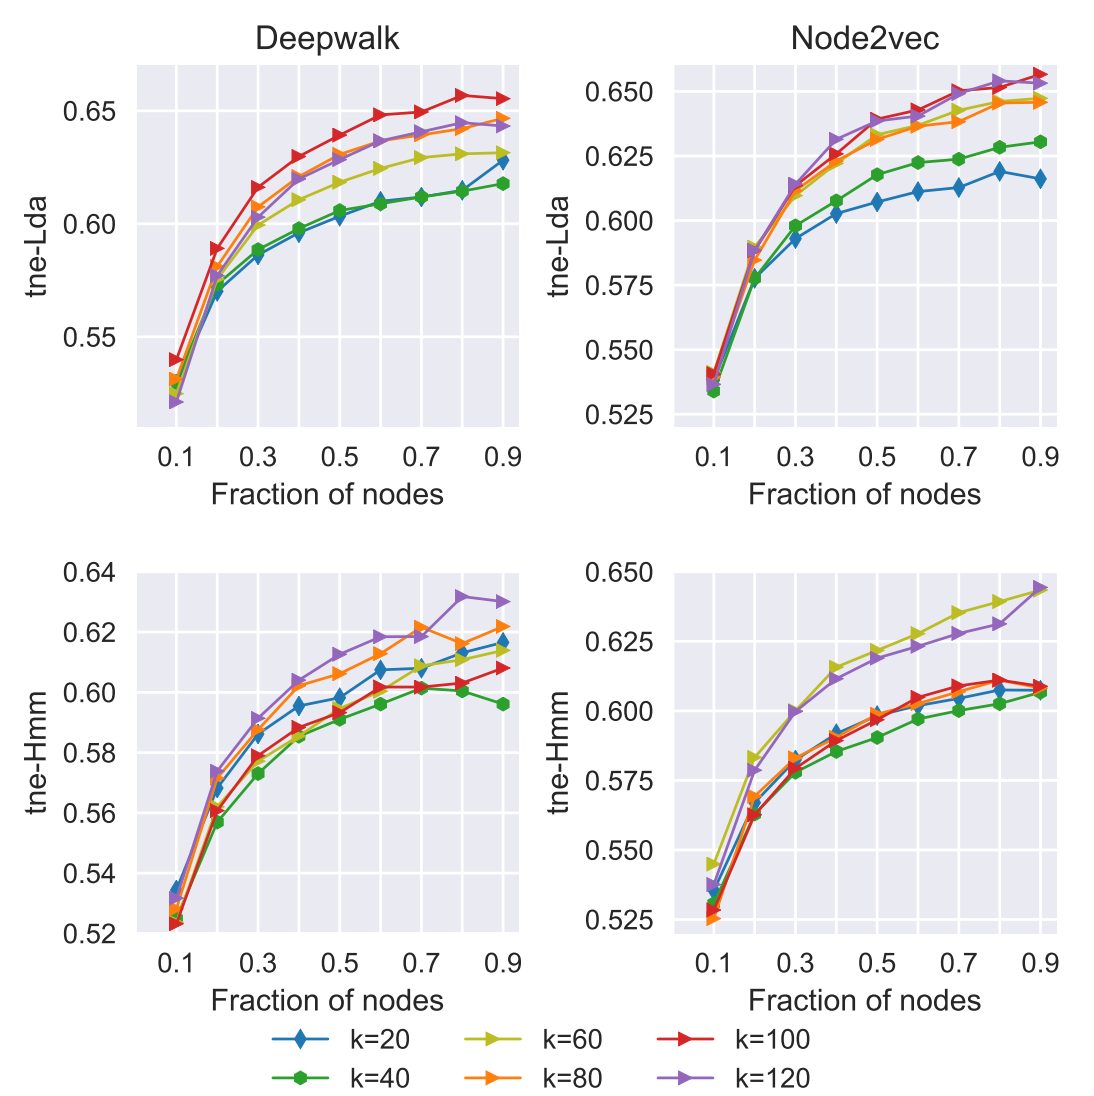 Deepwalk
0.65
0.60
0.55
tne-Lda
0.1 0.3 0.5 0.7 0.9
Fraction of nodes
Node2vec
0.650
0.625
0.600
0.575
0.550
0.525
tne-Lda
0.1 0.3 0.5 0.7 0.9
Fraction of nodes
0.64
0.62
0.60
0.58
0.56
0.54
0.52
tne-Hmm
0.1 0.3 0.5 0.7 0.9
Fraction of nodes
0.650
0.625
0.600
0.575
0.550
0.525
tne-Hmm
0.1 0.3 0.5 0.7 0.9
Fraction of nodes
k=20 k=60 k=100
k=40 k=80 k=120